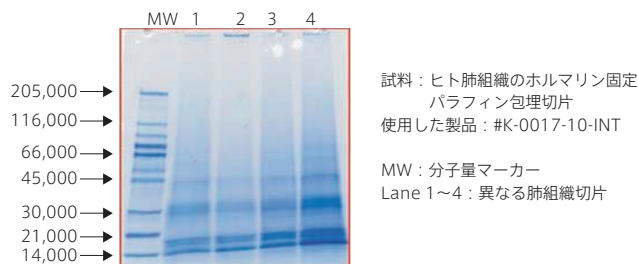 MW 1 2 3 4
205,000
116,000
66,000
45,000
30,000
21,000
14,000
試料：ヒト肺組織のホルマリン固定
パラフィン包埋切片
使用した製品：#K-0017-10-INT
MW：分子量マーカー
Lane 1～4：異なる肺組織切片